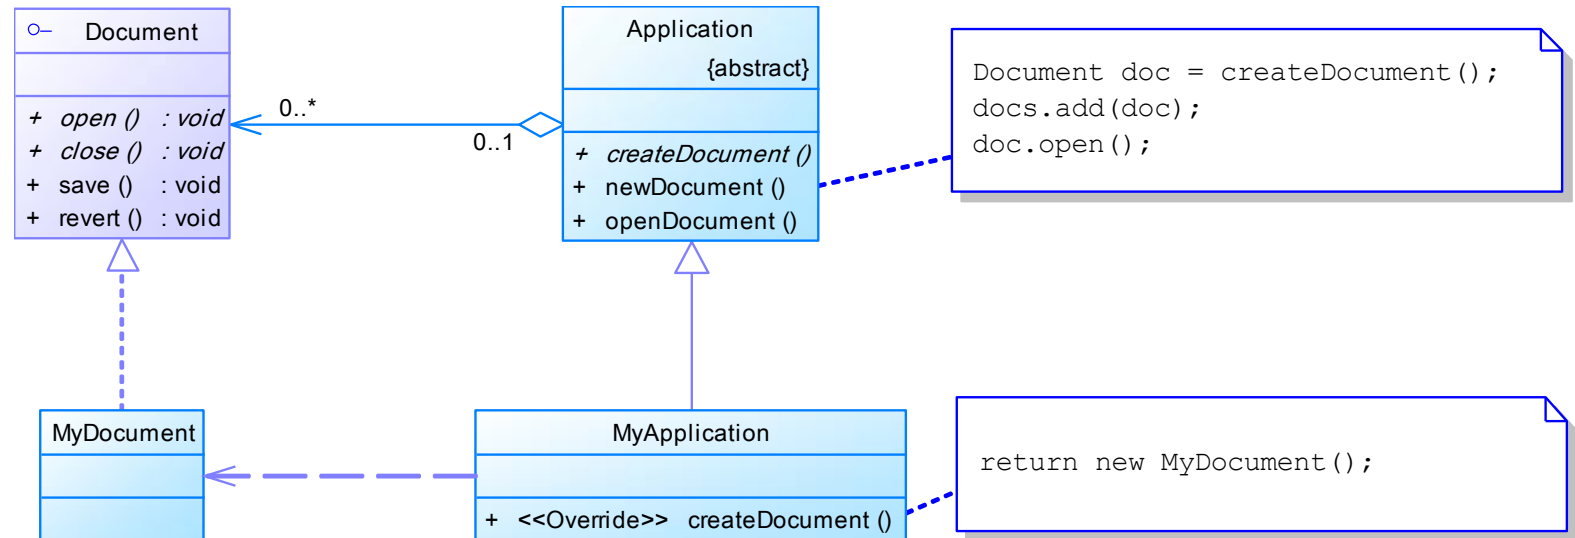 Document
+ open () : void
+ close () : void
+ save () : void
+ revert () : void
0..*
0..1
Application
{abstract}
+ createDocument ()
+ newDocument ()
+ openDocument ()
Document doc = createDocument();
docs.add(doc);
doc.open();
MyDocument
MyApplication
+ <<Override>> createDocument ()
return new MyDocument();